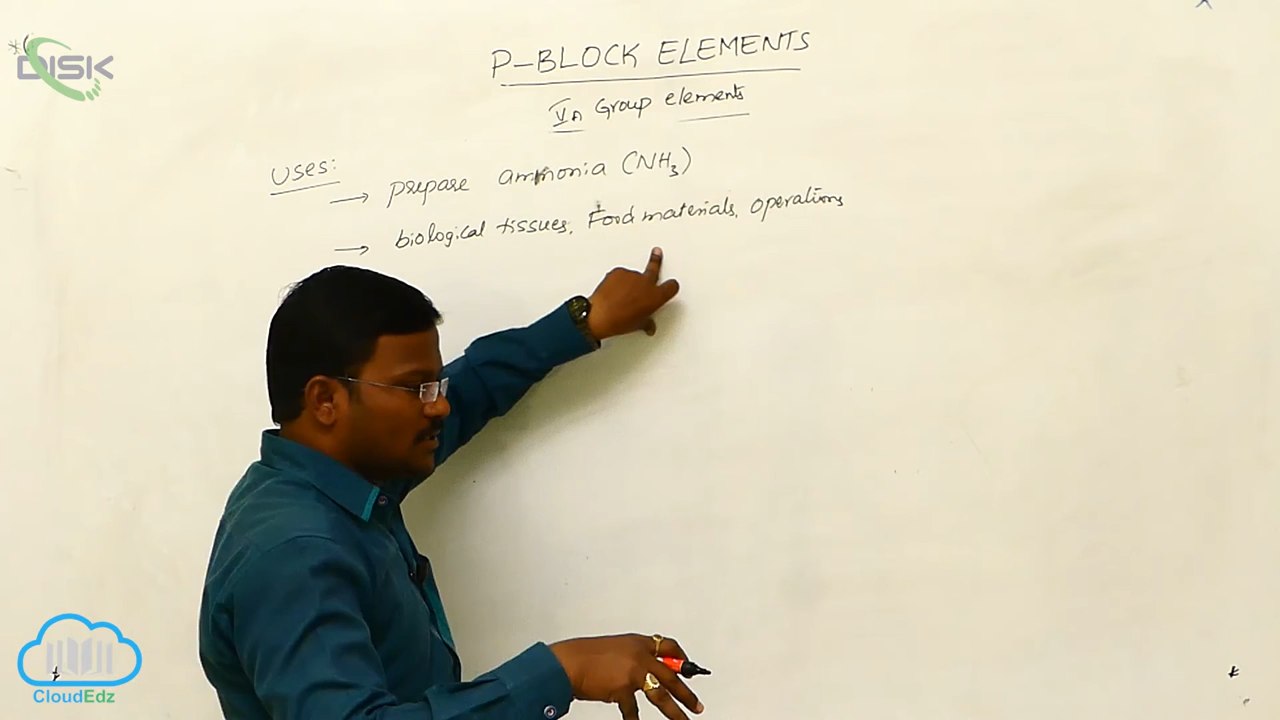 DISK
P-BLOCK ELEMENTS
VA Group elements
Uses:
→ prepare ammonia (NH3)
→ biological tissues, Food materials, operations
CloudEdz